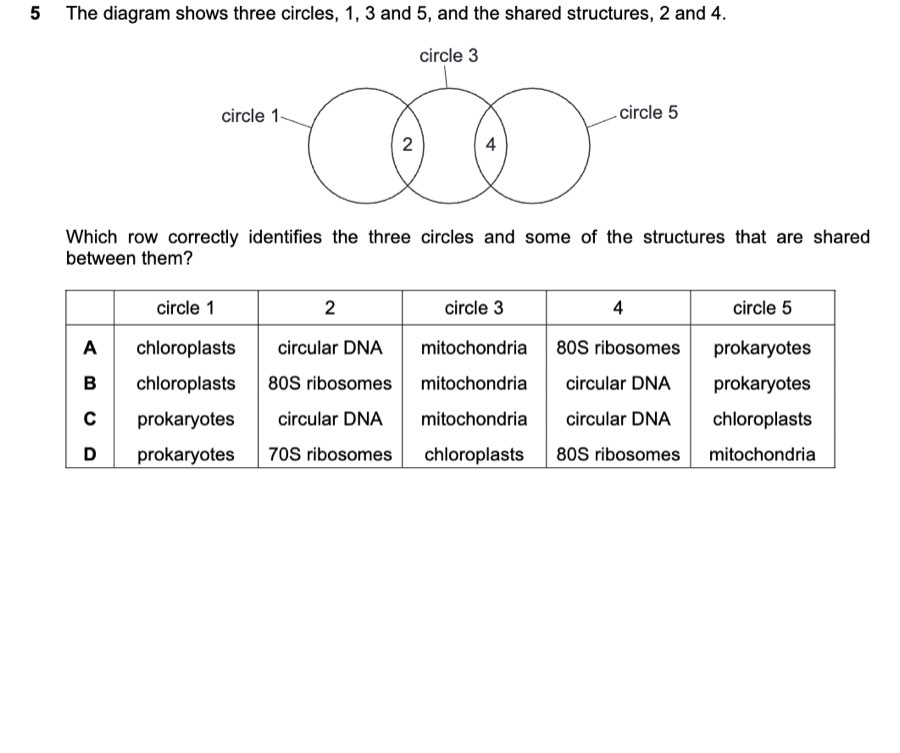 5 The diagram shows three circles, 1, 3 and 5, and the shared structures, 2 and 4.
circle 3
circle 1
circle 5
2
4
Which row correctly identifies the three circles and some of the structures that are shared
between them?
circle 1 2 circle 3 4 circle 5
A chloroplasts circular DNA mitochondria 80S ribosomes prokaryotes
B chloroplasts 80S ribosomes mitochondria circular DNA prokaryotes
C prokaryotes circular DNA mitochondria circular DNA chloroplasts
D prokaryotes 70S ribosomes chloroplasts 80S ribosomes mitochondria